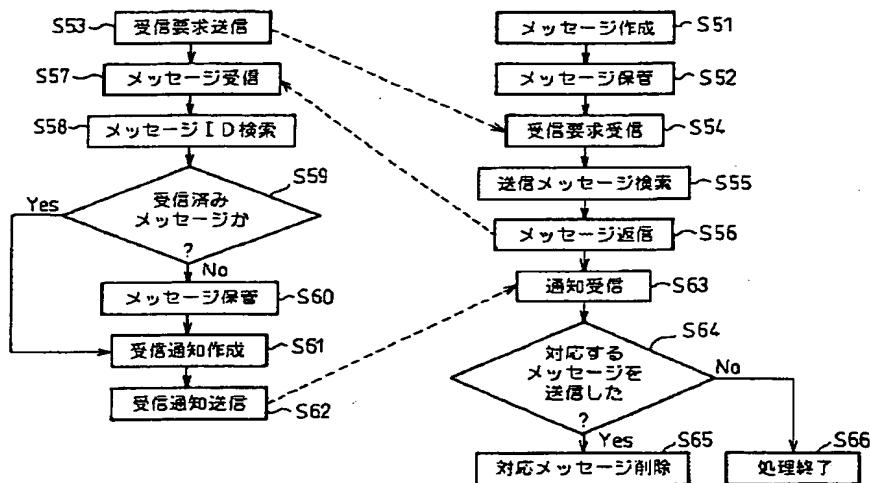 S53 受信要求送信
S57 メッセージ受信
S58 メッセージID検索
S59
受信済み
メッセージか
?
Yes
No
メッセージ保管 S60
受信通知作成 S61
受信通知送信 S62
メッセージ作成 S51
メッセージ保管 S52
受信要求受信 S54
送信メッセージ検索 S55
メッセージ返信 S56
通知受信 S63
S64
対応する
メッセージを
送信した
?
No
Yes
S65
対応メッセージ削除
S66
処理終了